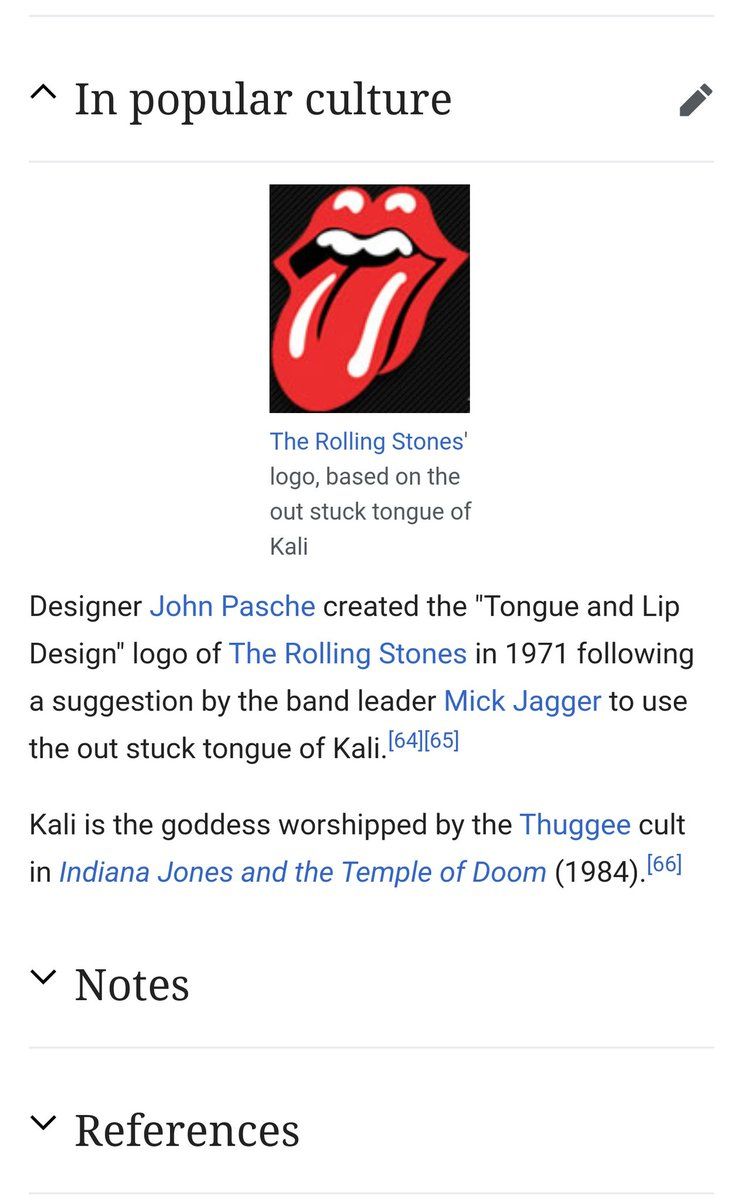 In popular culture
The Rolling Stones'
logo, based on the
out stuck tongue of
Kali
Designer John Pasche created the "Tongue and Lip
Design" logo of The Rolling Stones in 1971 following
a suggestion by the band leader Mick Jagger to use
the out stuck tongue of Kali.[64][65]
Kali is the goddess worshipped by the Thuggee cult
in Indiana Jones and the Temple of Doom (1984).[66]
Notes
References